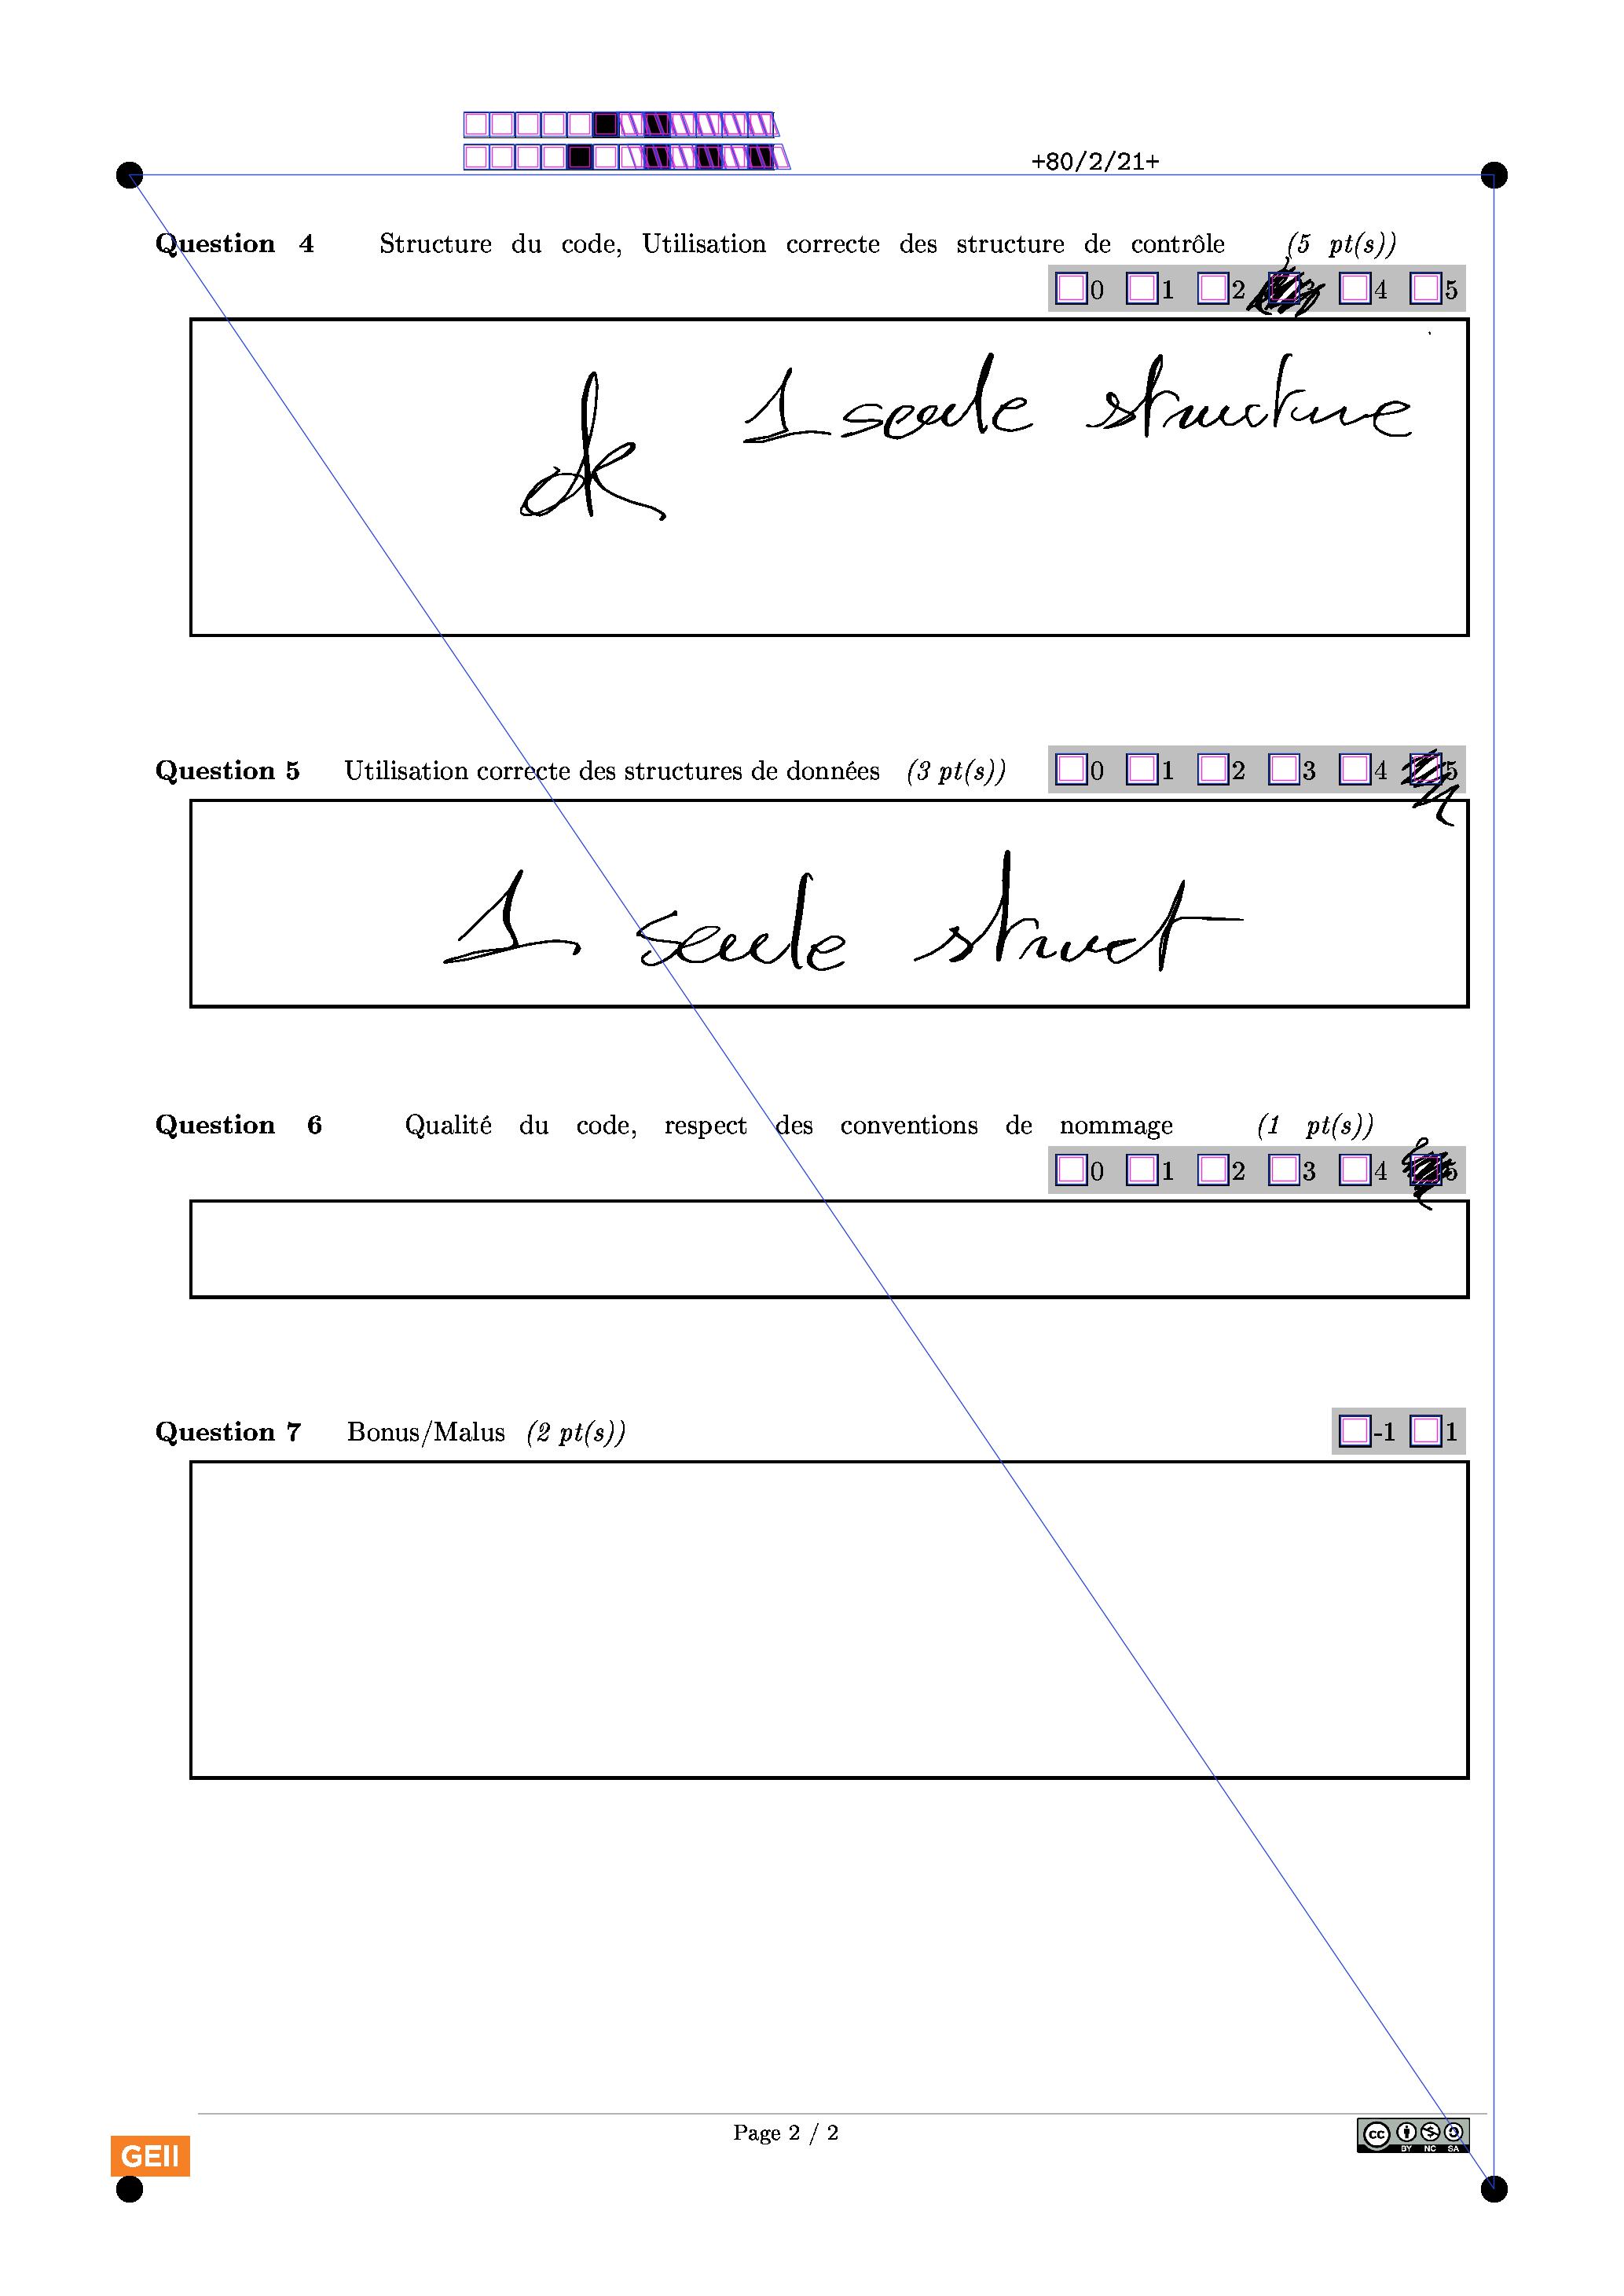 +80/2/21+
Question 4 Structure du code, Utilisation correcte des structure de contrôle (5 pt(s))
0 1 2 3 4 5
1 seule structure
ok
Question 5 Utilisation correcte des structures de données (3 pt(s)) 0 1 2 3 4 5
1 seule struct
Question 6 Qualité du code, respect des conventions de nommage (1 pt(s))
0 1 2 3 4 5
Question 7 Bonus/Malus (2 pt(s)) -1 1
Page 2 / 2
GEII
cc BY NC SA